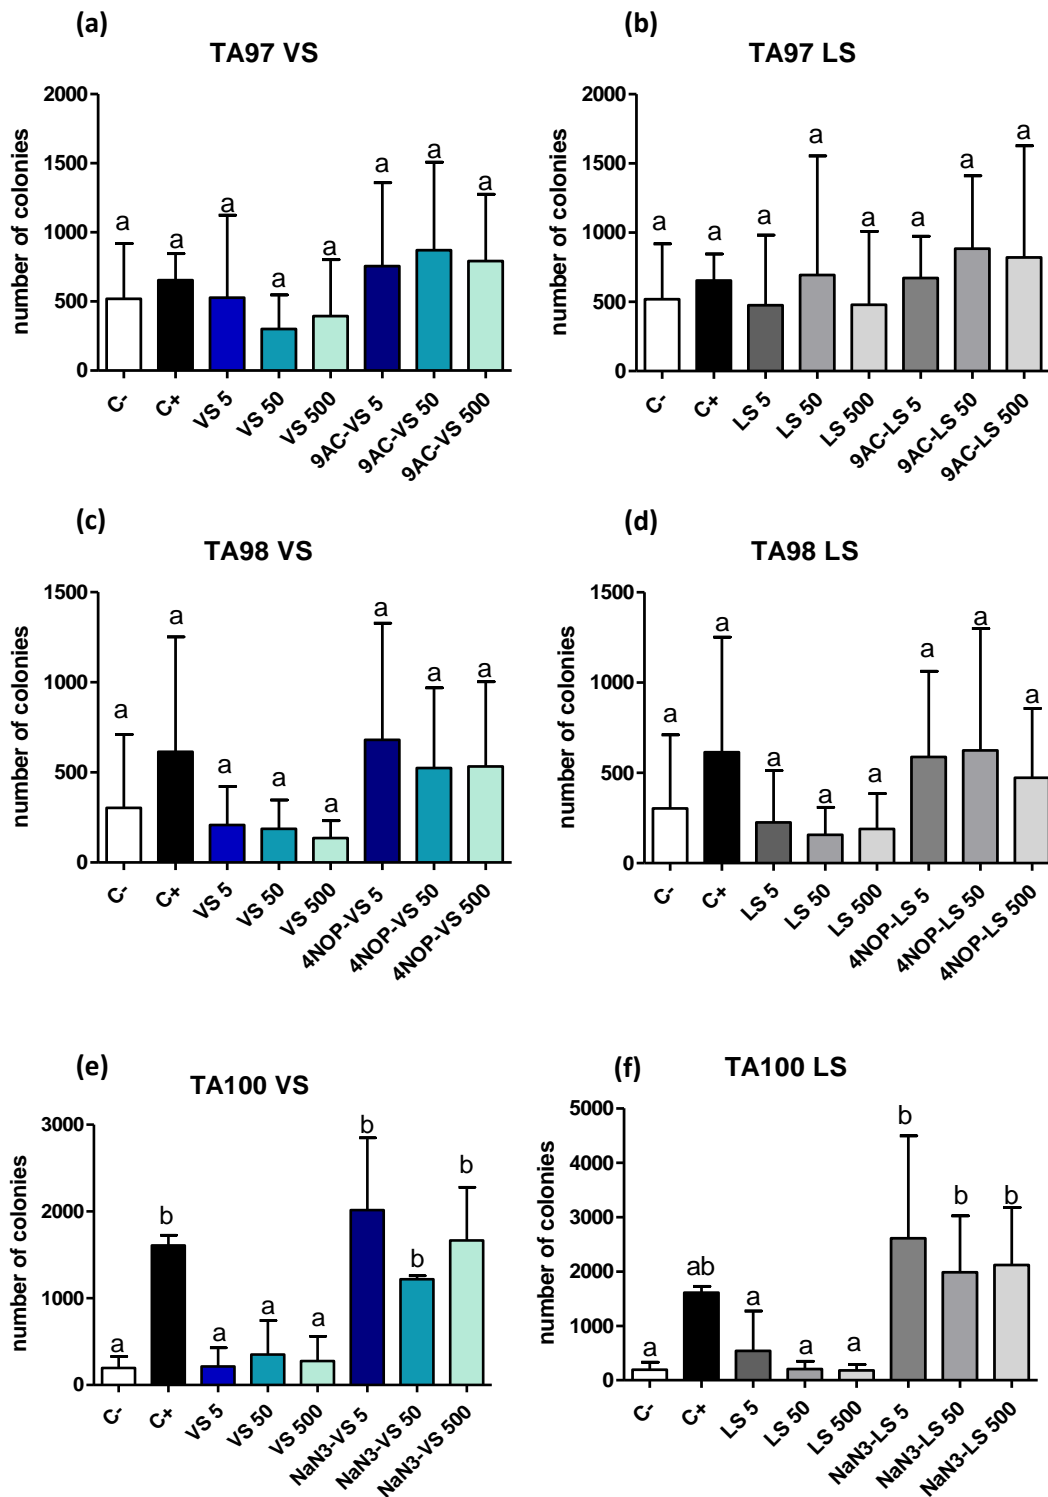 (a)
TA97 VS
number of colonies
2000
1500
1000
500
0
a
a
a
a
a
a
a
a
C-
C+
VS 5
VS 50
VS 500
9AC-VS 5
9AC-VS 50
9AC-VS 500
(b)
TA97 LS
number of colonies
2000
1500
1000
500
0
a
a
a
a
a
a
a
a
C-
C+
LS 5
LS 50
LS 500
9AC-LS 5
9AC-LS 50
9AC-LS 500
(c)
TA98 VS
number of colonies
1500
1000
500
0
a
a
a
a
a
a
a
a
C-
C+
VS 5
VS 50
VS 500
4NOP-VS 5
4NOP-VS 50
4NOP-VS 500
(d)
TA98 LS
number of colonies
1500
1000
500
0
a
a
a
a
a
a
a
a
C-
C+
LS 5
LS 50
LS 500
4NOP-LS 5
4NOP-LS 50
4NOP-LS 500
(e)
TA100 VS
number of colonies
3000
2000
1000
0
a
b
a
a
a
b
b
b
C-
C+
VS 5
VS 50
VS 500
NaN3-VS 5
NaN3-VS 50
NaN3-VS 500
(f)
TA100 LS
number of colonies
5000
4000
3000
2000
1000
0
a
ab
a
a
a
b
b
b
C-
C+
LS 5
LS 50
LS 500
NaN3-LS 5
NaN3-LS 50
NaN3-LS 500